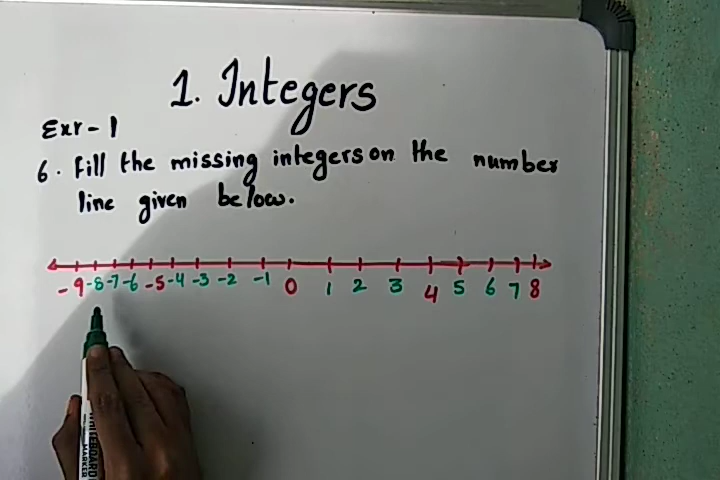 1. Integers
Exr - 1
6. Fill the missing integers on the number
line given below.
-9 -8 -7 -6 -5 -4 -3 -2 -1 0 1 2 3 4 5 6 7 8
MARKER